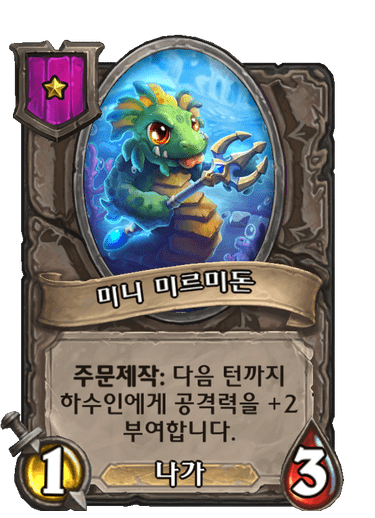 미니 미르미돈
주문제작: 다음 턴까지
하수인에게 공격력을 +2
부여합니다.
나가
1
3